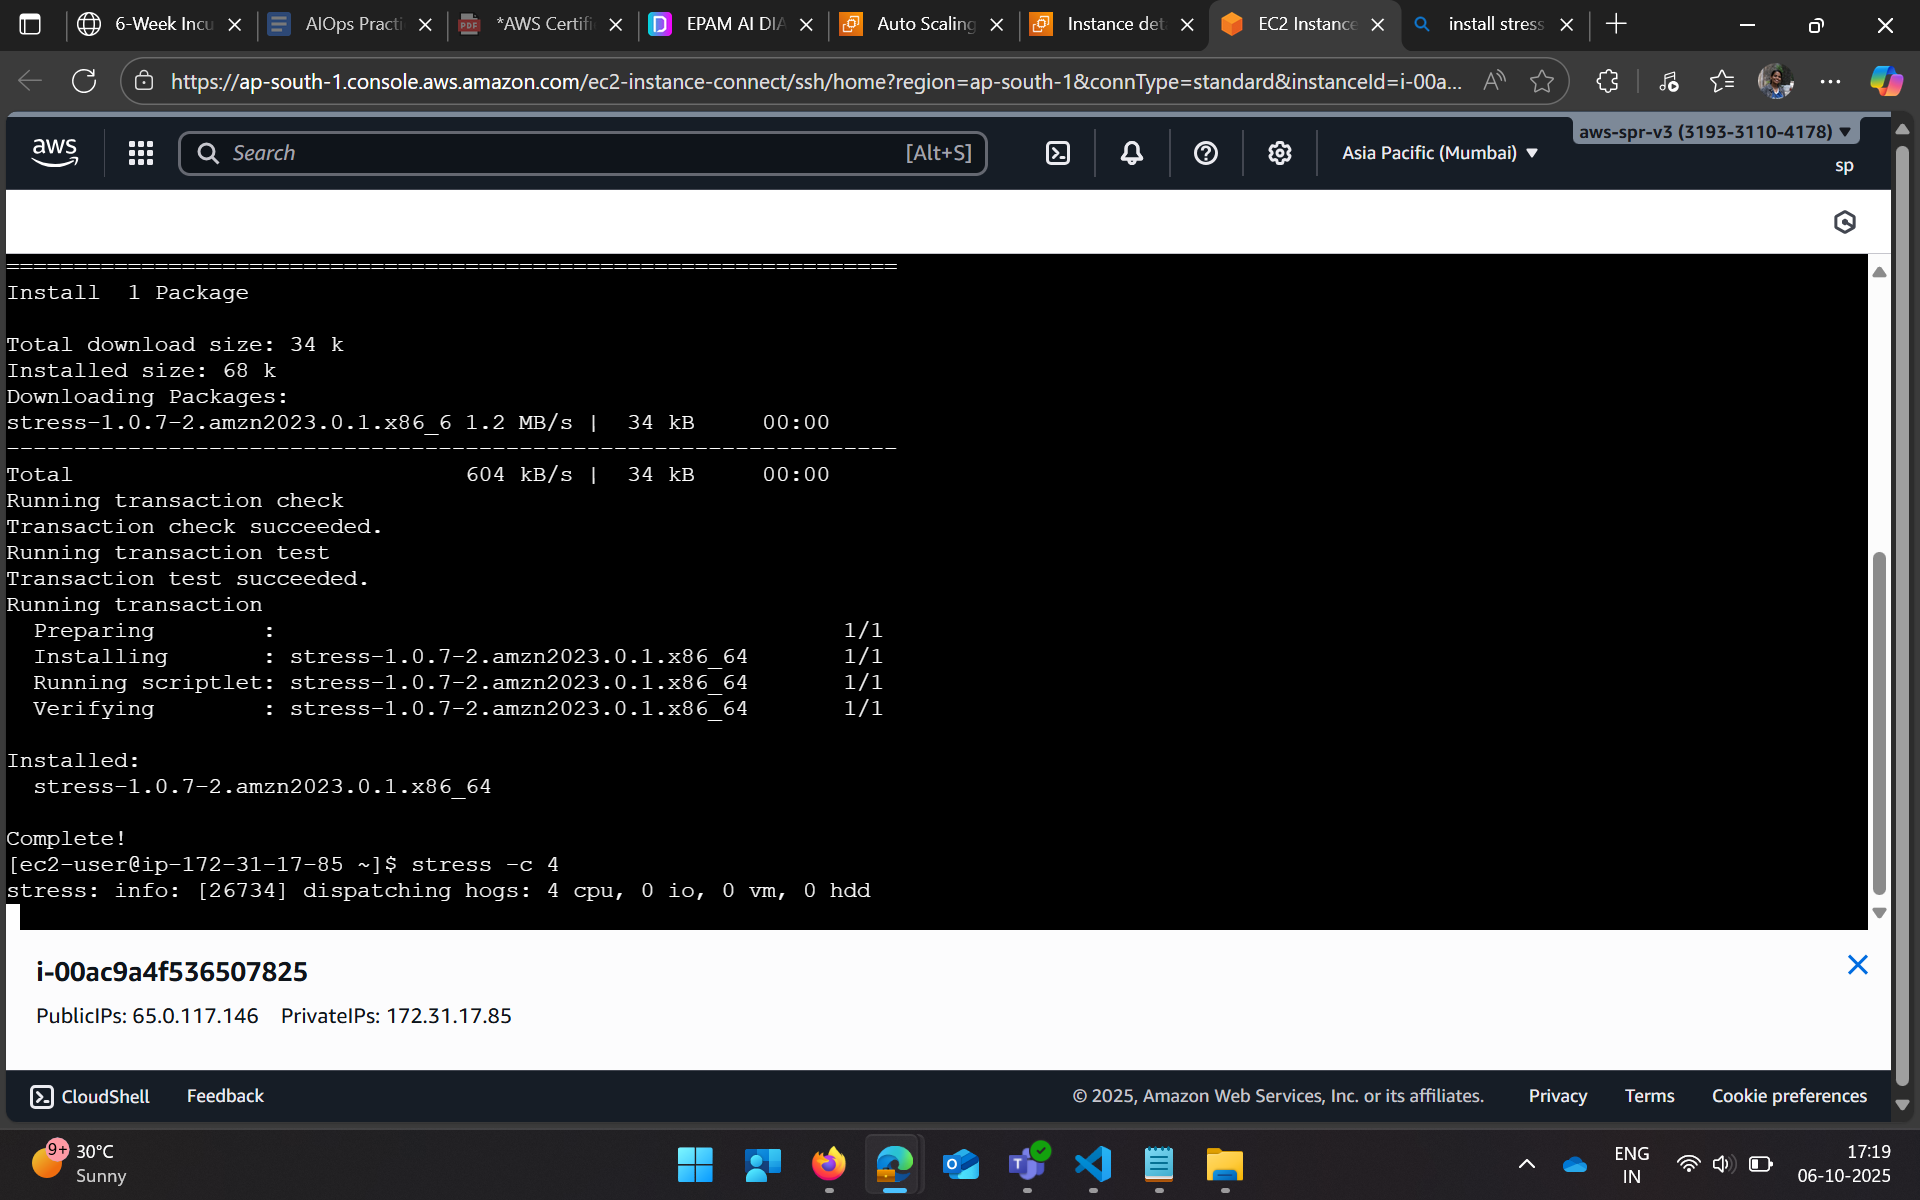 6-Week Incu
AIOps Practi
*AWS Certifi
EPAM AI DIA
Auto Scaling
Instance det
EC2 Instance
install stress
https://ap-south-1.console.aws.amazon.com/ec2-instance-connect/ssh/home?region=ap-south-1&connType=standard&instanceId=i-00a...
aws
Search
[Alt+S]
Asia Pacific (Mumbai)
aws-spr-v3 (3193-3110-4178)
sp
===================================================================
Install  1 Package
Total download size: 34 k
Installed size: 68 k
Downloading Packages:
stress-1.0.7-2.amzn2023.0.1.x86_6 1.2 MB/s |  34 kB     00:00
-------------------------------------------------------------------
Total                             604 kB/s |  34 kB     00:00
Running transaction check
Transaction check succeeded.
Running transaction test
Transaction test succeeded.
Running transaction
  Preparing        :                                           1/1
  Installing       : stress-1.0.7-2.amzn2023.0.1.x86_64       1/1
  Running scriptlet: stress-1.0.7-2.amzn2023.0.1.x86_64       1/1
  Verifying        : stress-1.0.7-2.amzn2023.0.1.x86_64       1/1
Installed:
  stress-1.0.7-2.amzn2023.0.1.x86_64
Complete!
[ec2-user@ip-172-31-17-85 ~]$ stress -c 4
stress: info: [26734] dispatching hogs: 4 cpu, 0 io, 0 vm, 0 hdd
i-00ac9a4f536507825
PublicIPs: 65.0.117.146    PrivateIPs: 172.31.17.85
CloudShell
Feedback
© 2025, Amazon Web Services, Inc. or its affiliates.
Privacy
Terms
Cookie preferences
9+
30°C
Sunny
ENG
IN
17:19
06-10-2025